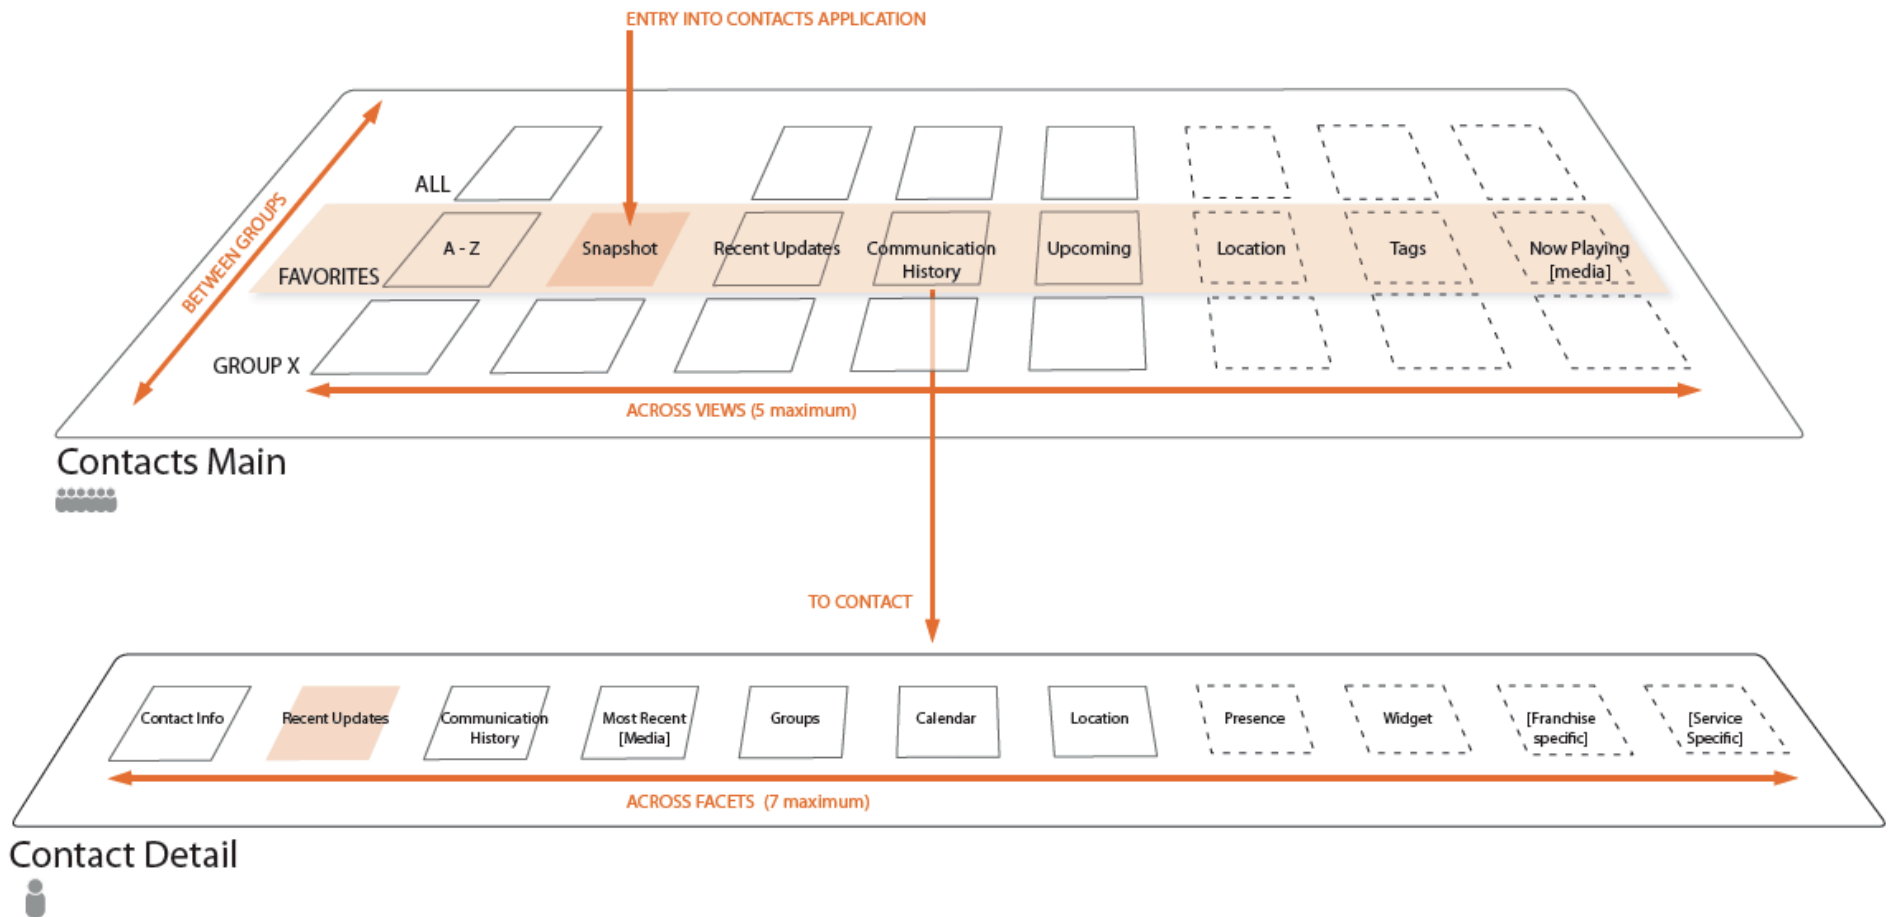 ENTRY INTO CONTACTS APPLICATION
BETWEEN GROUPS
ALL
FAVORITES
A - Z
Snapshot
Recent Updates
Communication
History
Upcoming
Location
Tags
Now Playing
[media]
GROUP X
ACROSS VIEWS (5 maximum)
Contacts Main
TO CONTACT
Contact Info
Recent Updates
Communication
History
Most Recent
[Media]
Groups
Calendar
Location
Presence
Widget
[Franchise
specific]
[Service
Specific]
ACROSS FACETS (7 maximum)
Contact Detail